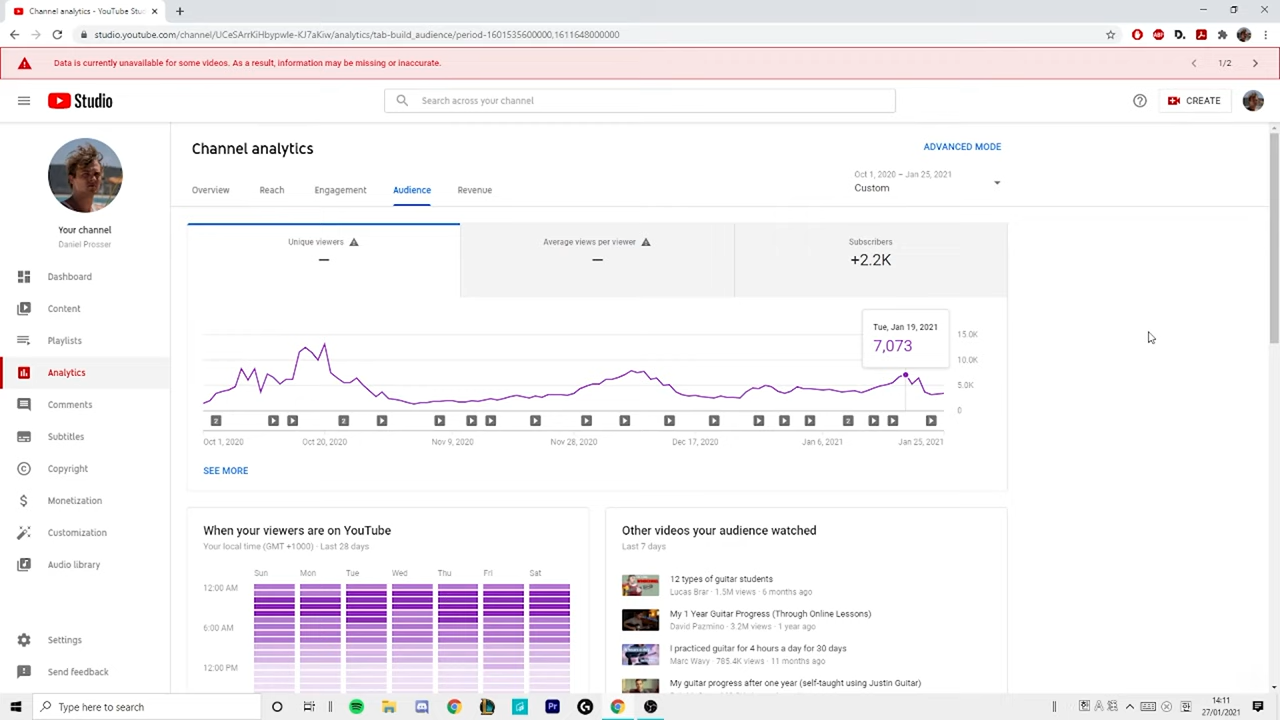 Channel analytics - YouTube Stu
studio.youtube.com/channel/UCeSArrKiHbypwIe-KJ7aKiw/analytics/tab-build_audience/period-1601535600000,1611648000000
Data is currently unavailable for some videos. As a result, information may be missing or inaccurate.
1/2
Studio
Search across your channel
CREATE
Channel analytics
ADVANCED MODE
Oct 1, 2020 – Jan 25, 2021
Custom
Overview
Reach
Engagement
Audience
Revenue
Your channel
Daniel Prosser
Dashboard
Content
Playlists
Analytics
Comments
Subtitles
Copyright
Monetization
Customization
Audio library
Settings
Send feedback
Unique viewers
—
Average views per viewer
—
Subscribers
+2.2K
Tue, Jan 19, 2021
7,073
15.0K
10.0K
5.0K
0
2
2
2
Oct 1, 2020
Oct 20, 2020
Nov 9, 2020
Nov 28, 2020
Dec 17, 2020
Jan 6, 2021
Jan 25, 2021
SEE MORE
When your viewers are on YouTube
Your local time (GMT +1000) · Last 28 days
Sun Mon Tue Wed Thu Fri Sat
12:00 AM
6:00 AM
12:00 PM
Other videos your audience watched
Last 7 days
12 types of guitar students
Lucas Brar · 1.5M views · 6 months ago
My 1 Year Guitar Progress (Through Online Lessons)
David Pazmino · 3.2M views · 1 year ago
I practiced guitar for 4 hours a day for 30 days
Marc Wavy · 785.4K views · 11 months ago
My guitar progress after one year (self-taught using Justin Guitar)
Type here to search
14:11
27/01/2021